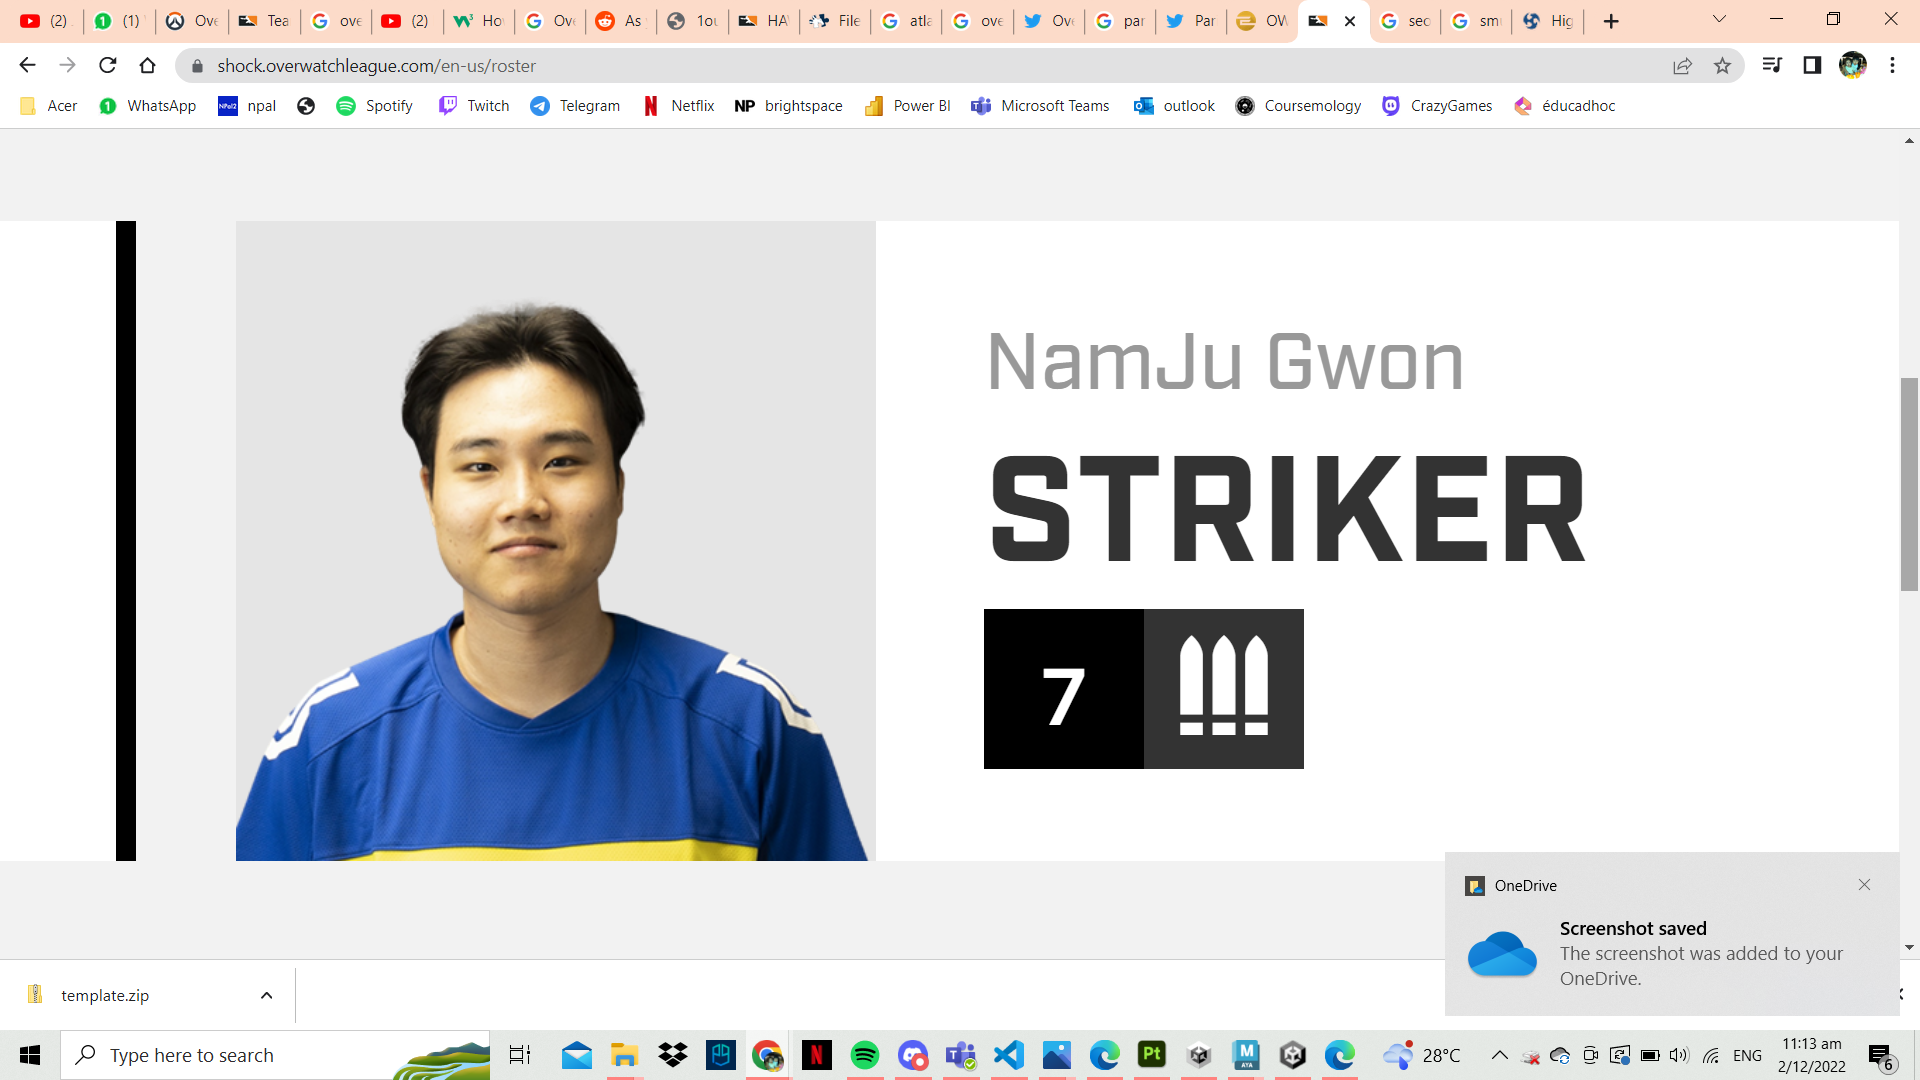 (2)
(1)
Ove
Tea
ove
(2)
Ho
Ove
As
1ou
HA
File
atla
ove
Ove
par
Par
OW
sec
smu
Hig
shock.overwatchleague.com/en-us/roster
Acer
WhatsApp
npal
Spotify
Twitch
Telegram
Netflix
NP brightspace
Power BI
Microsoft Teams
outlook
Coursemology
CrazyGames
éducadhoc
NamJu Gwon
STRIKER
7
OneDrive
Screenshot saved
The screenshot was added to your
OneDrive.
template.zip
Type here to search
28°C
ENG
11:13 am
2/12/2022
6